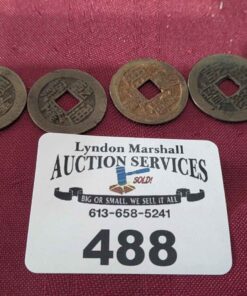 Lyndon Marshall
AUCTION SERVICES
SOLD!
BIG OR SMALL, WE SELL IT ALL
613-658-5241
488